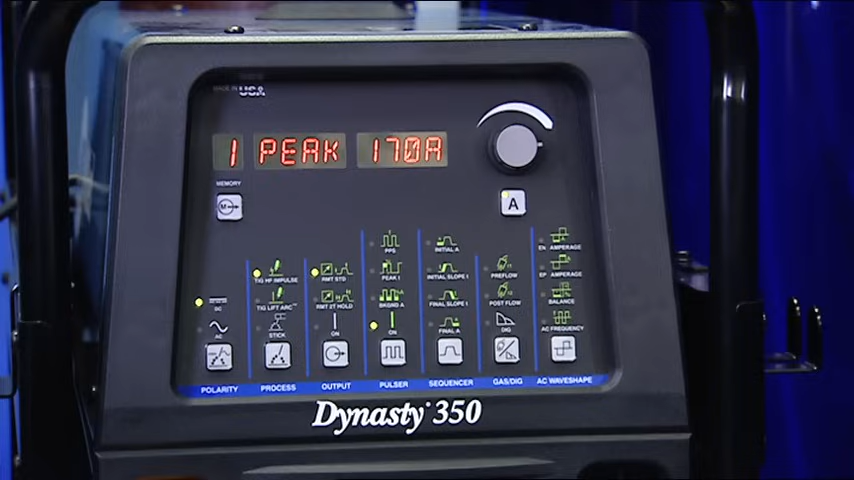 MADE IN USA
1 PEAK 170A
MEMORY
M
A
PPS
INITIAL A
EN AMPERAGE
TIG HF IMPULSE
RMT STD
PEAK t
INITIAL SLOPE t
PREFLOW
EP AMPERAGE
DC
TIG LIFT ARC™
RMT 2T HOLD
BKGND A
FINAL SLOPE t
POST FLOW
BALANCE
AC
STICK
ON
ON
FINAL A
DIG
AC FREQUENCY
POLARITY
PROCESS
OUTPUT
PULSER
SEQUENCER
GAS/DIG
AC WAVESHAPE
Dynasty® 350